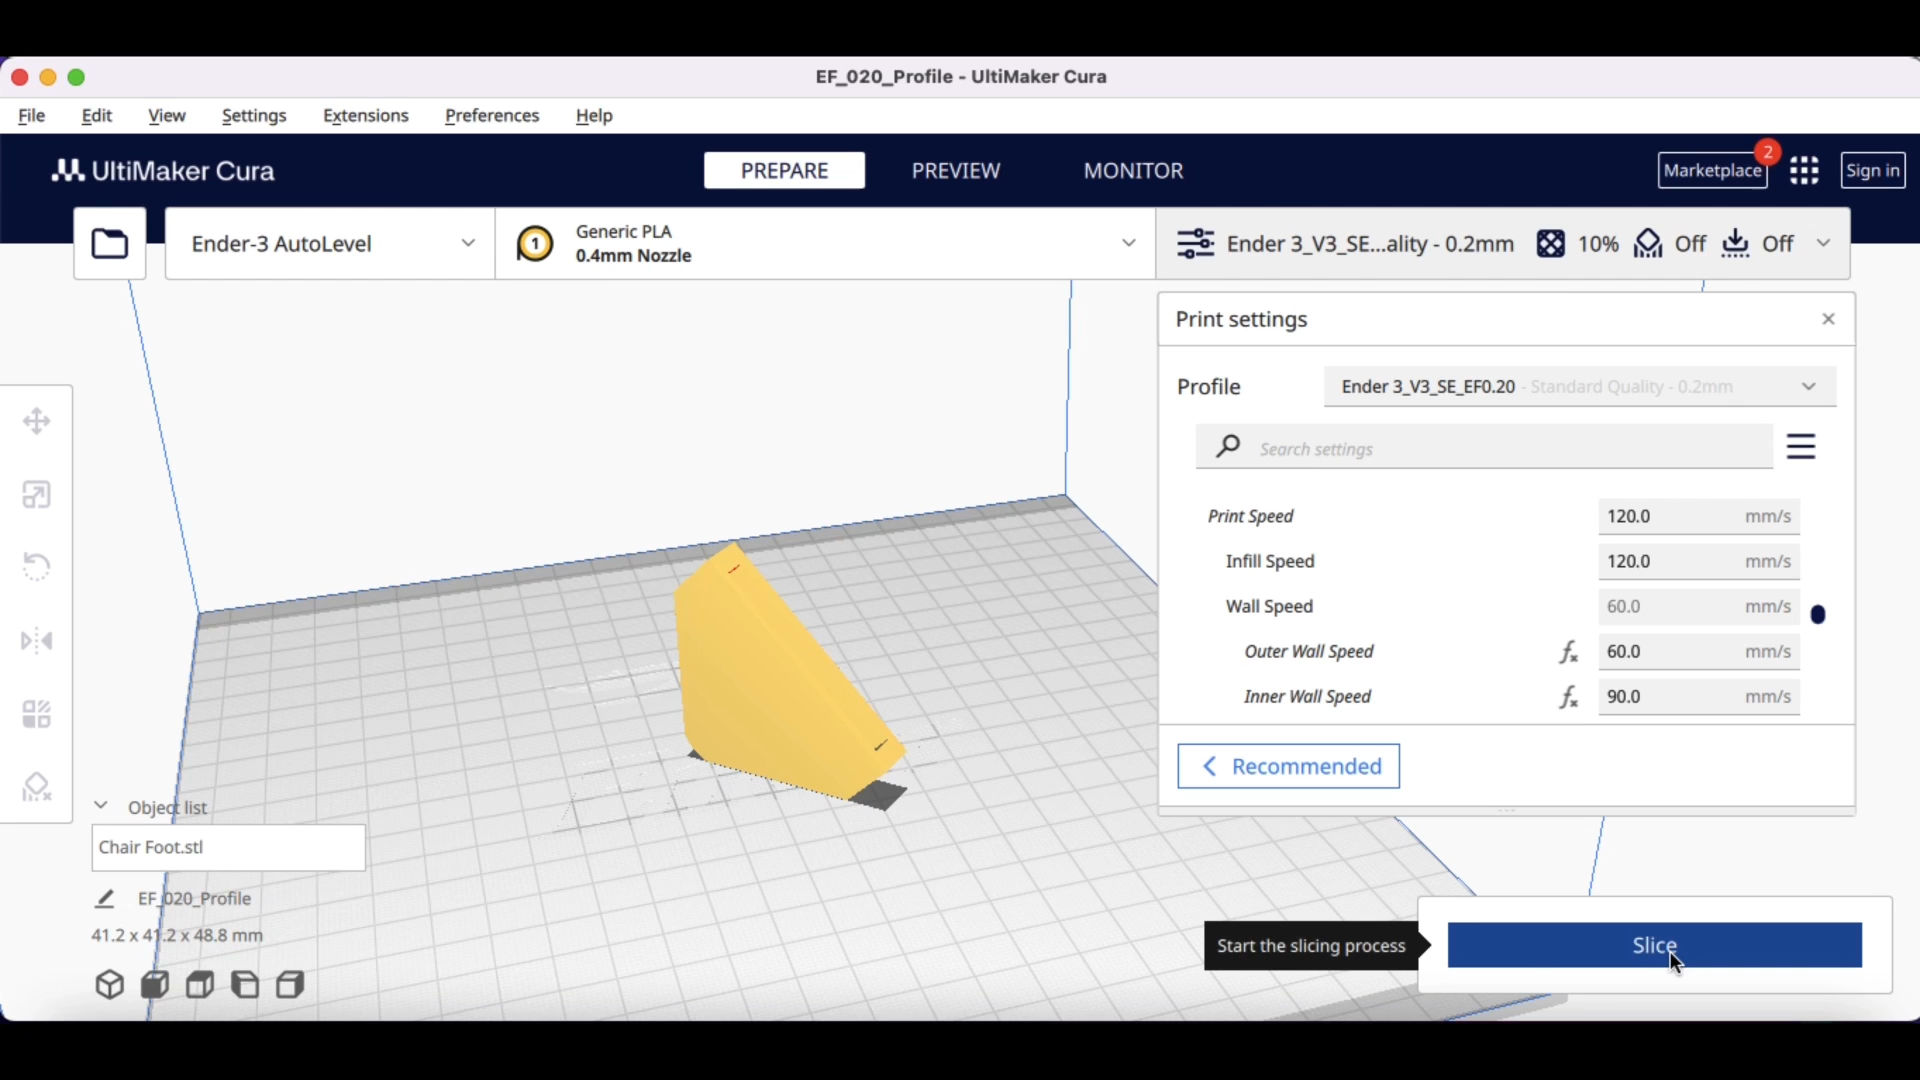 EF_020_Profile - UltiMaker Cura
File Edit View Settings Extensions Preferences Help
UltiMaker Cura
PREPARE PREVIEW MONITOR
Marketplace 2 Sign in
Ender-3 AutoLevel
1
Generic PLA
0.4mm Nozzle
Ender 3_V3_SE...ality - 0.2mm 10% Off Off
Print settings
Profile Ender 3_V3_SE_EF0.20 - Standard Quality - 0.2mm
Search settings
Print Speed 120.0 mm/s
Infill Speed 120.0 mm/s
Wall Speed 60.0 mm/s
Outer Wall Speed 60.0 mm/s
Inner Wall Speed 90.0 mm/s
Recommended
Object list
Chair Foot.stl
EF_020_Profile
41.2 x 41.2 x 48.8 mm
Start the slicing process
Slice